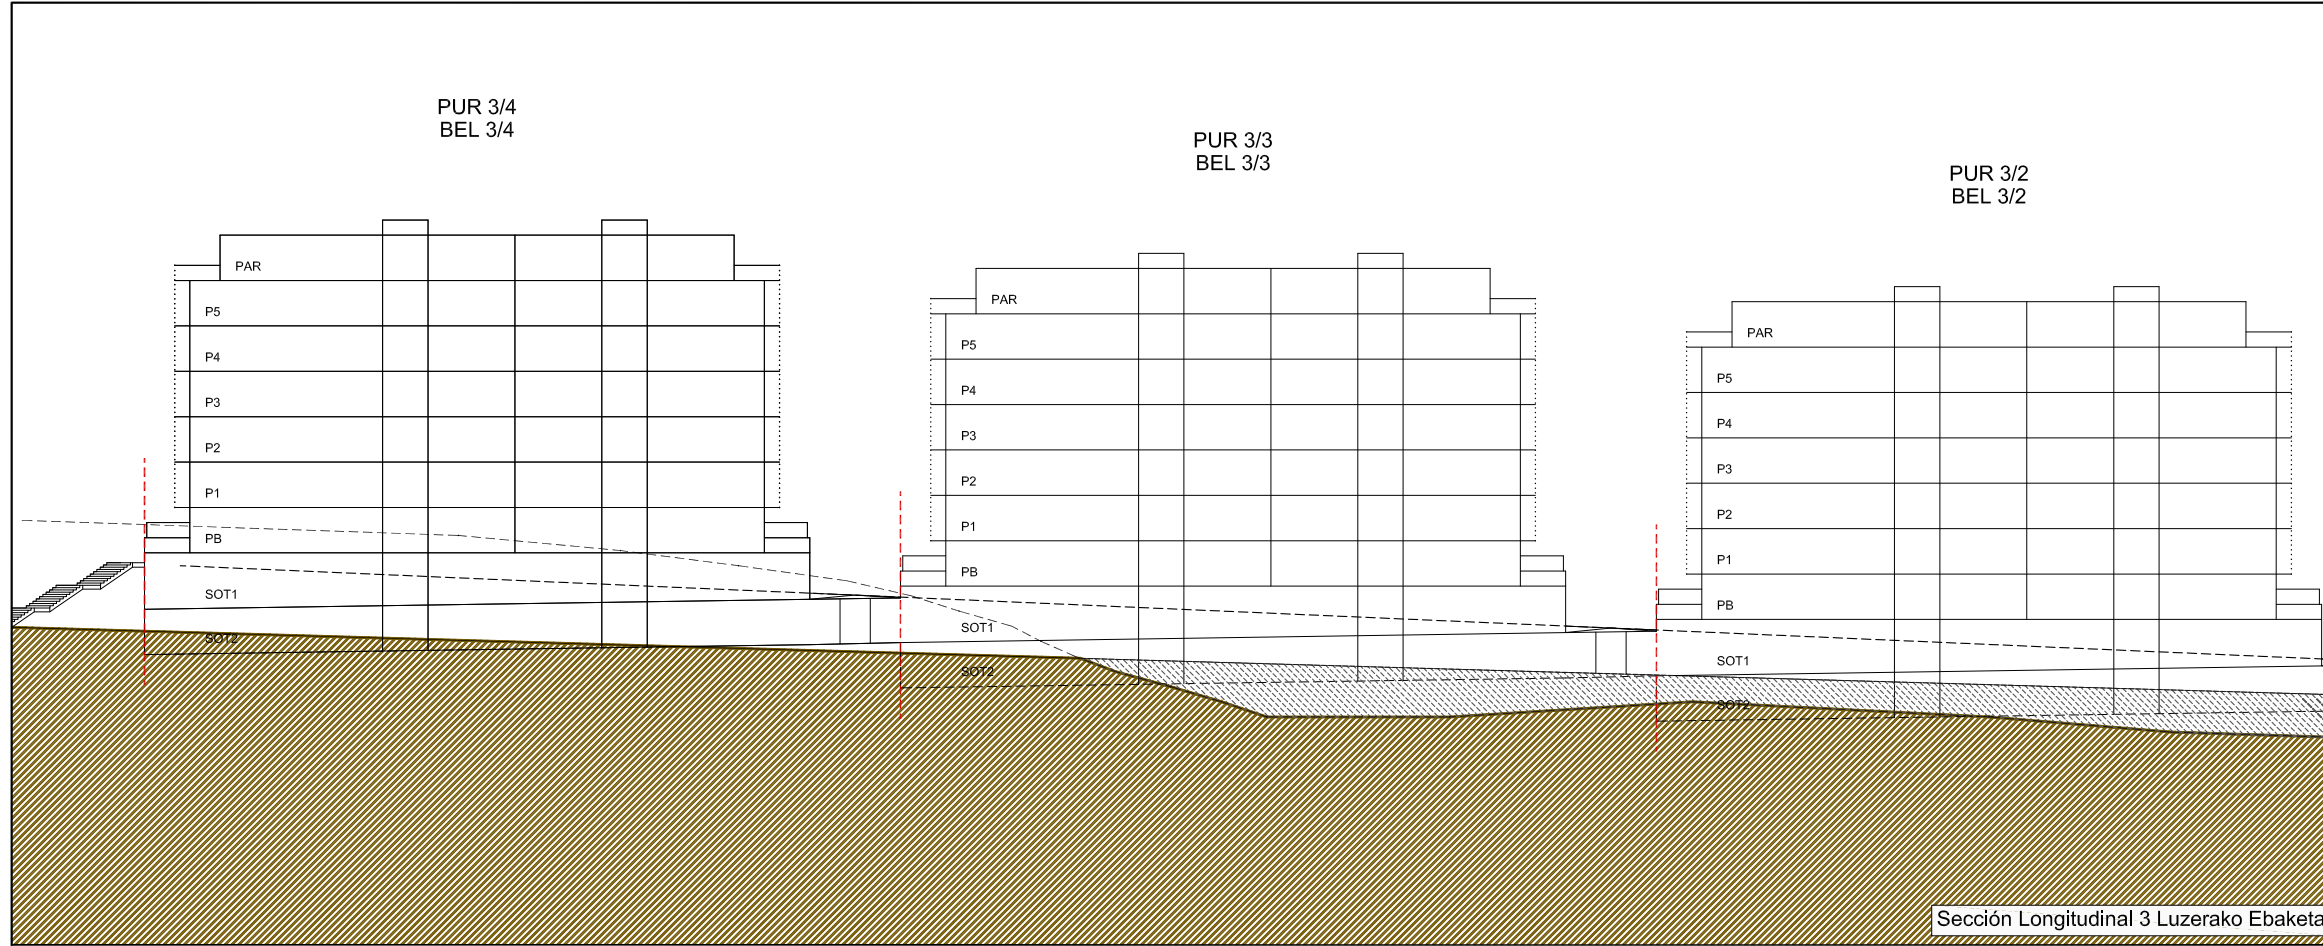 PUR 3/4
BEL 3/4
PAR
P5
P4
P3
P2
P1
PB
SOT1
SOT2
PUR 3/3
BEL 3/3
PAR
P5
P4
P3
P2
P1
PB
SOT1
SOT2
PUR 3/2
BEL 3/2
PAR
P5
P4
P3
P2
P1
PB
SOT1
SOT2
Sección Longitudinal 3 Luzerako Ebaketa